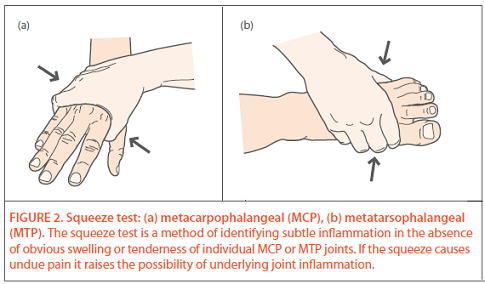 (a)
(b)
FIGURE 2. Squeeze test: (a) metacarpophalangeal (MCP), (b) metatarsophalangeal
(MTP). The squeeze test is a method of identifying subtle inflammation in the absence
of obvious swelling or tenderness of individual MCP or MTP joints. If the squeeze causes
undue pain it raises the possibility of underlying joint inflammation.